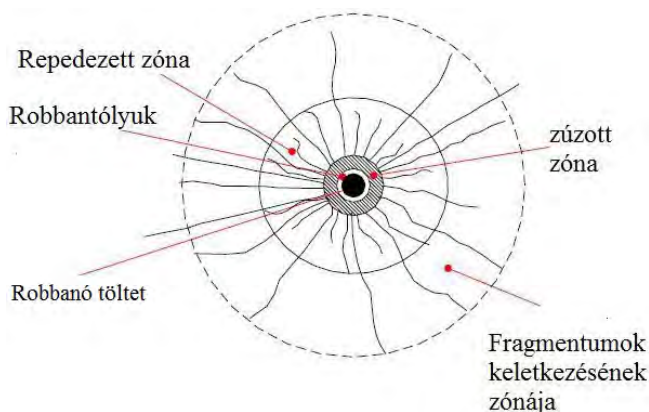 Repedezett zóna
Robbantólyuk
zúzott
zóna
Robbanó töltet
Fragmentumok
keletkezésének
zónája